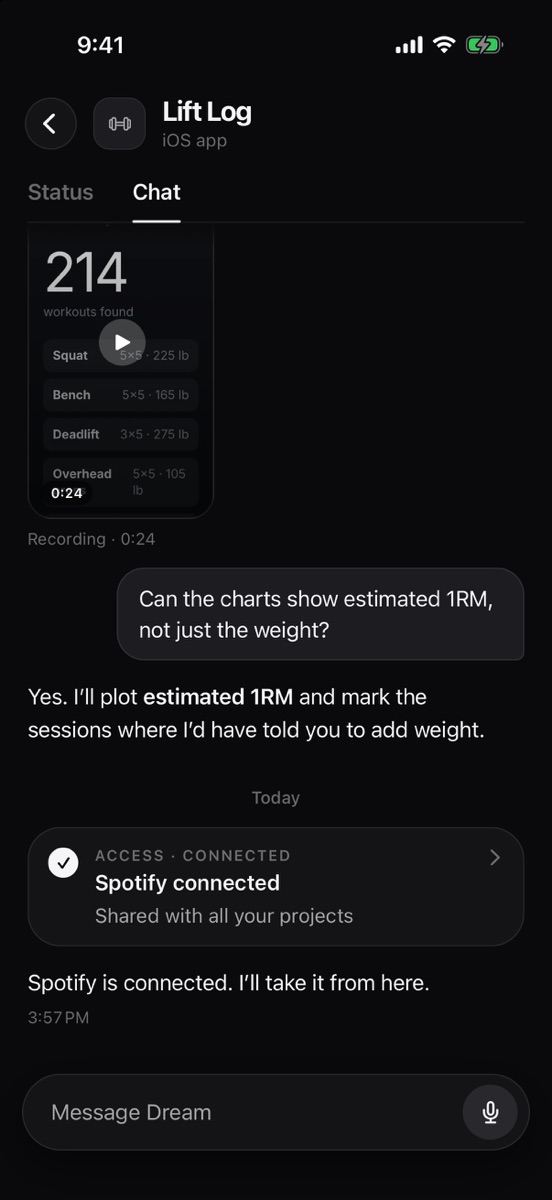 9:41
Lift Log
iOS app
Status Chat
214
workouts found
Squat 5×5 · 225 lb
Bench 5×5 · 165 lb
Deadlift 3×5 · 275 lb
Overhead 5×5 · 105
lb
0:24
Recording · 0:24
Can the charts show estimated 1RM,
not just the weight?
Yes. I’ll plot estimated 1RM and mark the
sessions where I’d have told you to add weight.
Today
ACCESS · CONNECTED
Spotify connected
Shared with all your projects
Spotify is connected. I’ll take it from here.
3:57 PM
Message Dream